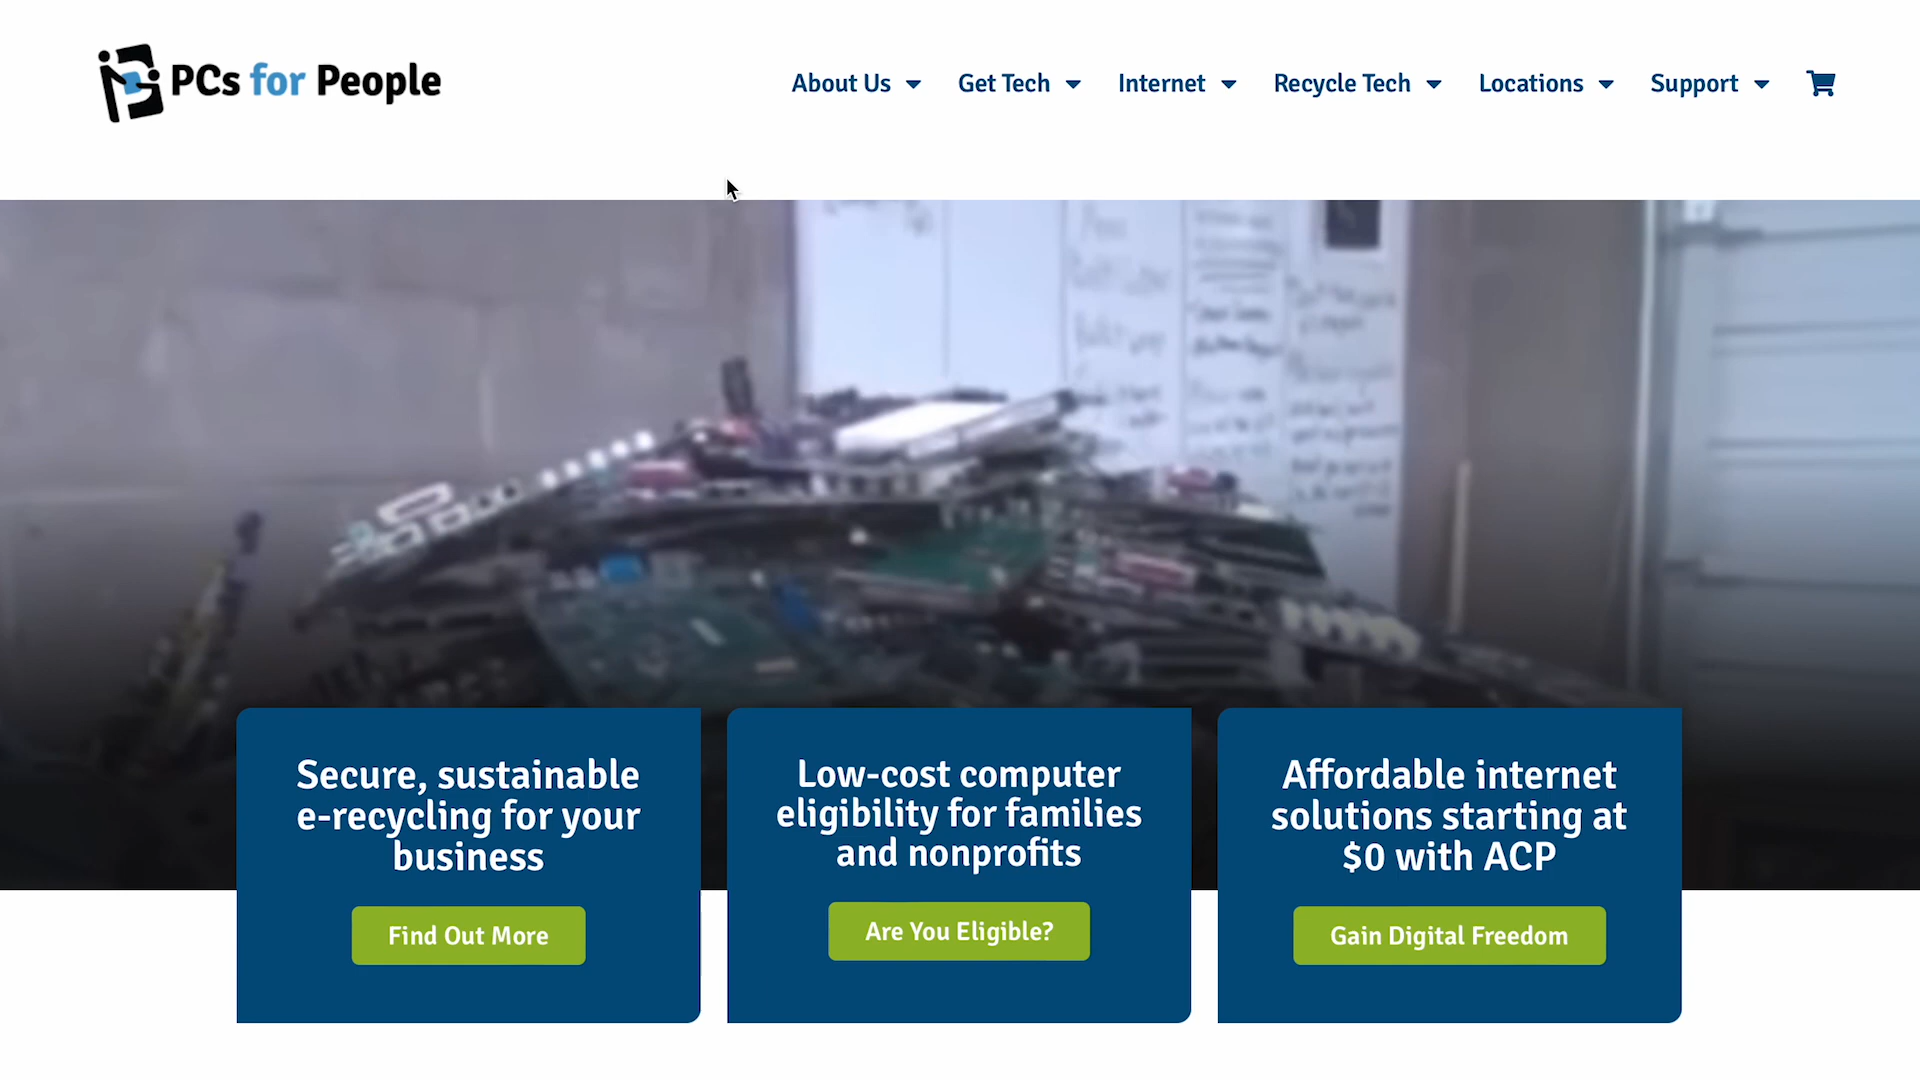 PCs for People
About Us
Get Tech
Internet
Recycle Tech
Locations
Support
Secure, sustainable
e-recycling for your
business
Find Out More
Low-cost computer
eligibility for families
and nonprofits
Are You Eligible?
Affordable internet
solutions starting at
$0 with ACP
Gain Digital Freedom